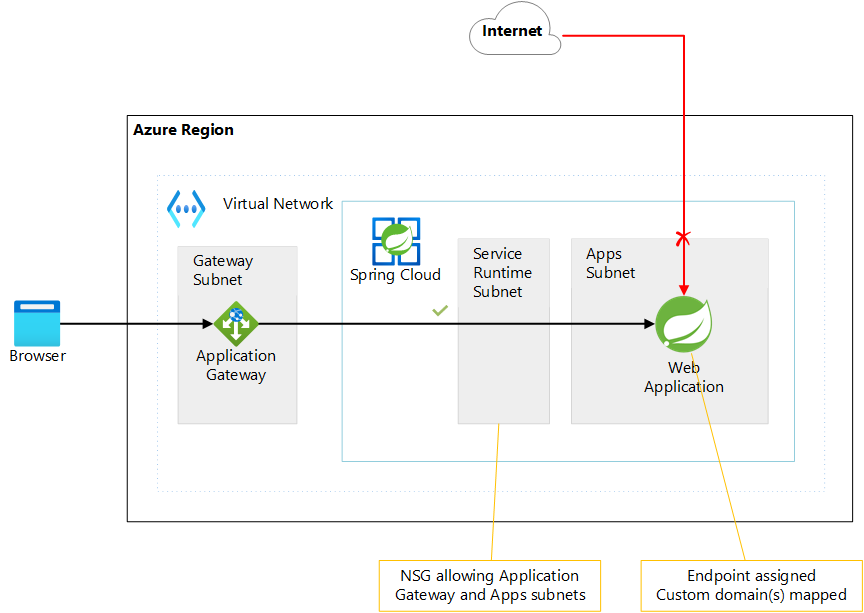 Internet
Azure Region
Virtual Network
Gateway
Subnet
Spring Cloud
Service
Runtime
Subnet
Apps
Subnet
Browser
Application
Gateway
Web
Application
NSG allowing Application
Gateway and Apps subnets
Endpoint assigned
Custom domain(s) mapped